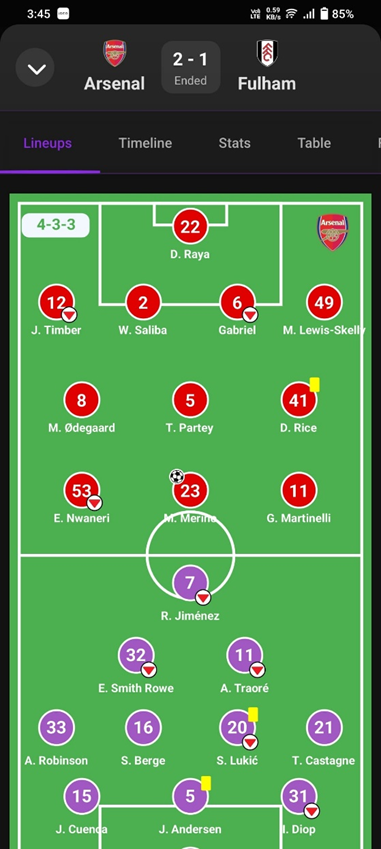 3:45
Vo) LTE 0.59 KB/s 85%
Arsenal 2 - 1 Fulham
Ended
Lineups Timeline Stats Table
4-3-3
Arsenal
22
D. Raya
12 2 6 49
J. Timber W. Saliba Gabriel M. Lewis-Skelly
8 5 41
M. Ødegaard T. Partey D. Rice
53 23 11
E. Nwaneri M. Merino G. Martinelli
7
R. Jiménez
32 11
E. Smith Rowe A. Traoré
33 16 20 21
A. Robinson S. Berge S. Lukić T. Castagne
15 5 31
J. Cuenca J. Andersen I. Diop